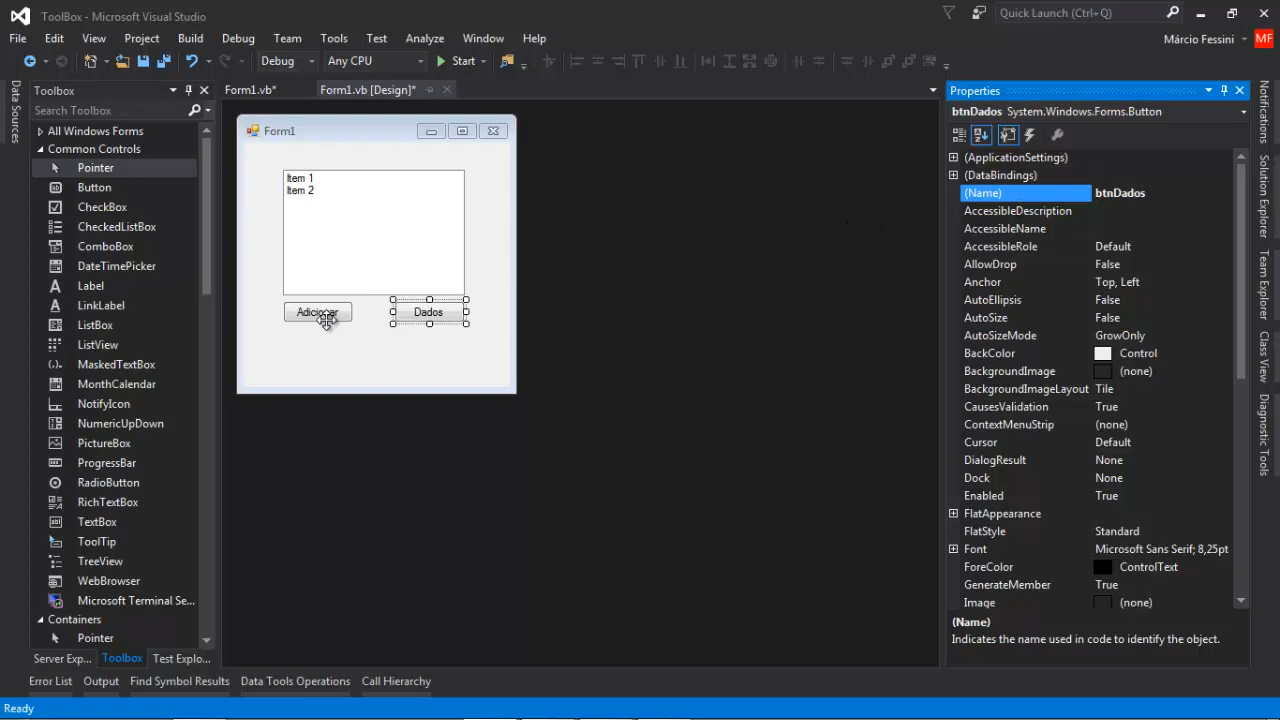 ToolBox - Microsoft Visual Studio
Quick Launch (Ctrl+Q)
File Edit View Project Build Debug Team Tools Test Analyze Window Help
Márcio Fessini MF
Debug Any CPU Start
Data Sources
Toolbox
Search Toolbox
All Windows Forms
Common Controls
Pointer
Button
CheckBox
CheckedListBox
ComboBox
DateTimePicker
Label
LinkLabel
ListBox
ListView
MaskedTextBox
MonthCalendar
NotifyIcon
NumericUpDown
PictureBox
ProgressBar
RadioButton
RichTextBox
TextBox
ToolTip
TreeView
WebBrowser
Microsoft Terminal Se...
Containers
Pointer
Server Exp... Toolbox Test Explo...
Form1.vb* Form1.vb [Design]*
Form1
Item 1
Item 2
Adicionar Dados
Properties
btnDados System.Windows.Forms.Button
(ApplicationSettings)
(DataBindings)
(Name) btnDados
AccessibleDescription
AccessibleName
AccessibleRole Default
AllowDrop False
Anchor Top, Left
AutoEllipsis False
AutoSize False
AutoSizeMode GrowOnly
BackColor Control
BackgroundImage (none)
BackgroundImageLayout Tile
CausesValidation True
ContextMenuStrip (none)
Cursor Default
DialogResult None
Dock None
Enabled True
FlatAppearance
FlatStyle Standard
Font Microsoft Sans Serif; 8,25pt
ForeColor ControlText
GenerateMember True
Image (none)
(Name)
Indicates the name used in code to identify the object.
Notifications
Solution Explorer
Team Explorer
Class View
Diagnostic Tools
Error List Output Find Symbol Results Data Tools Operations Call Hierarchy
Ready